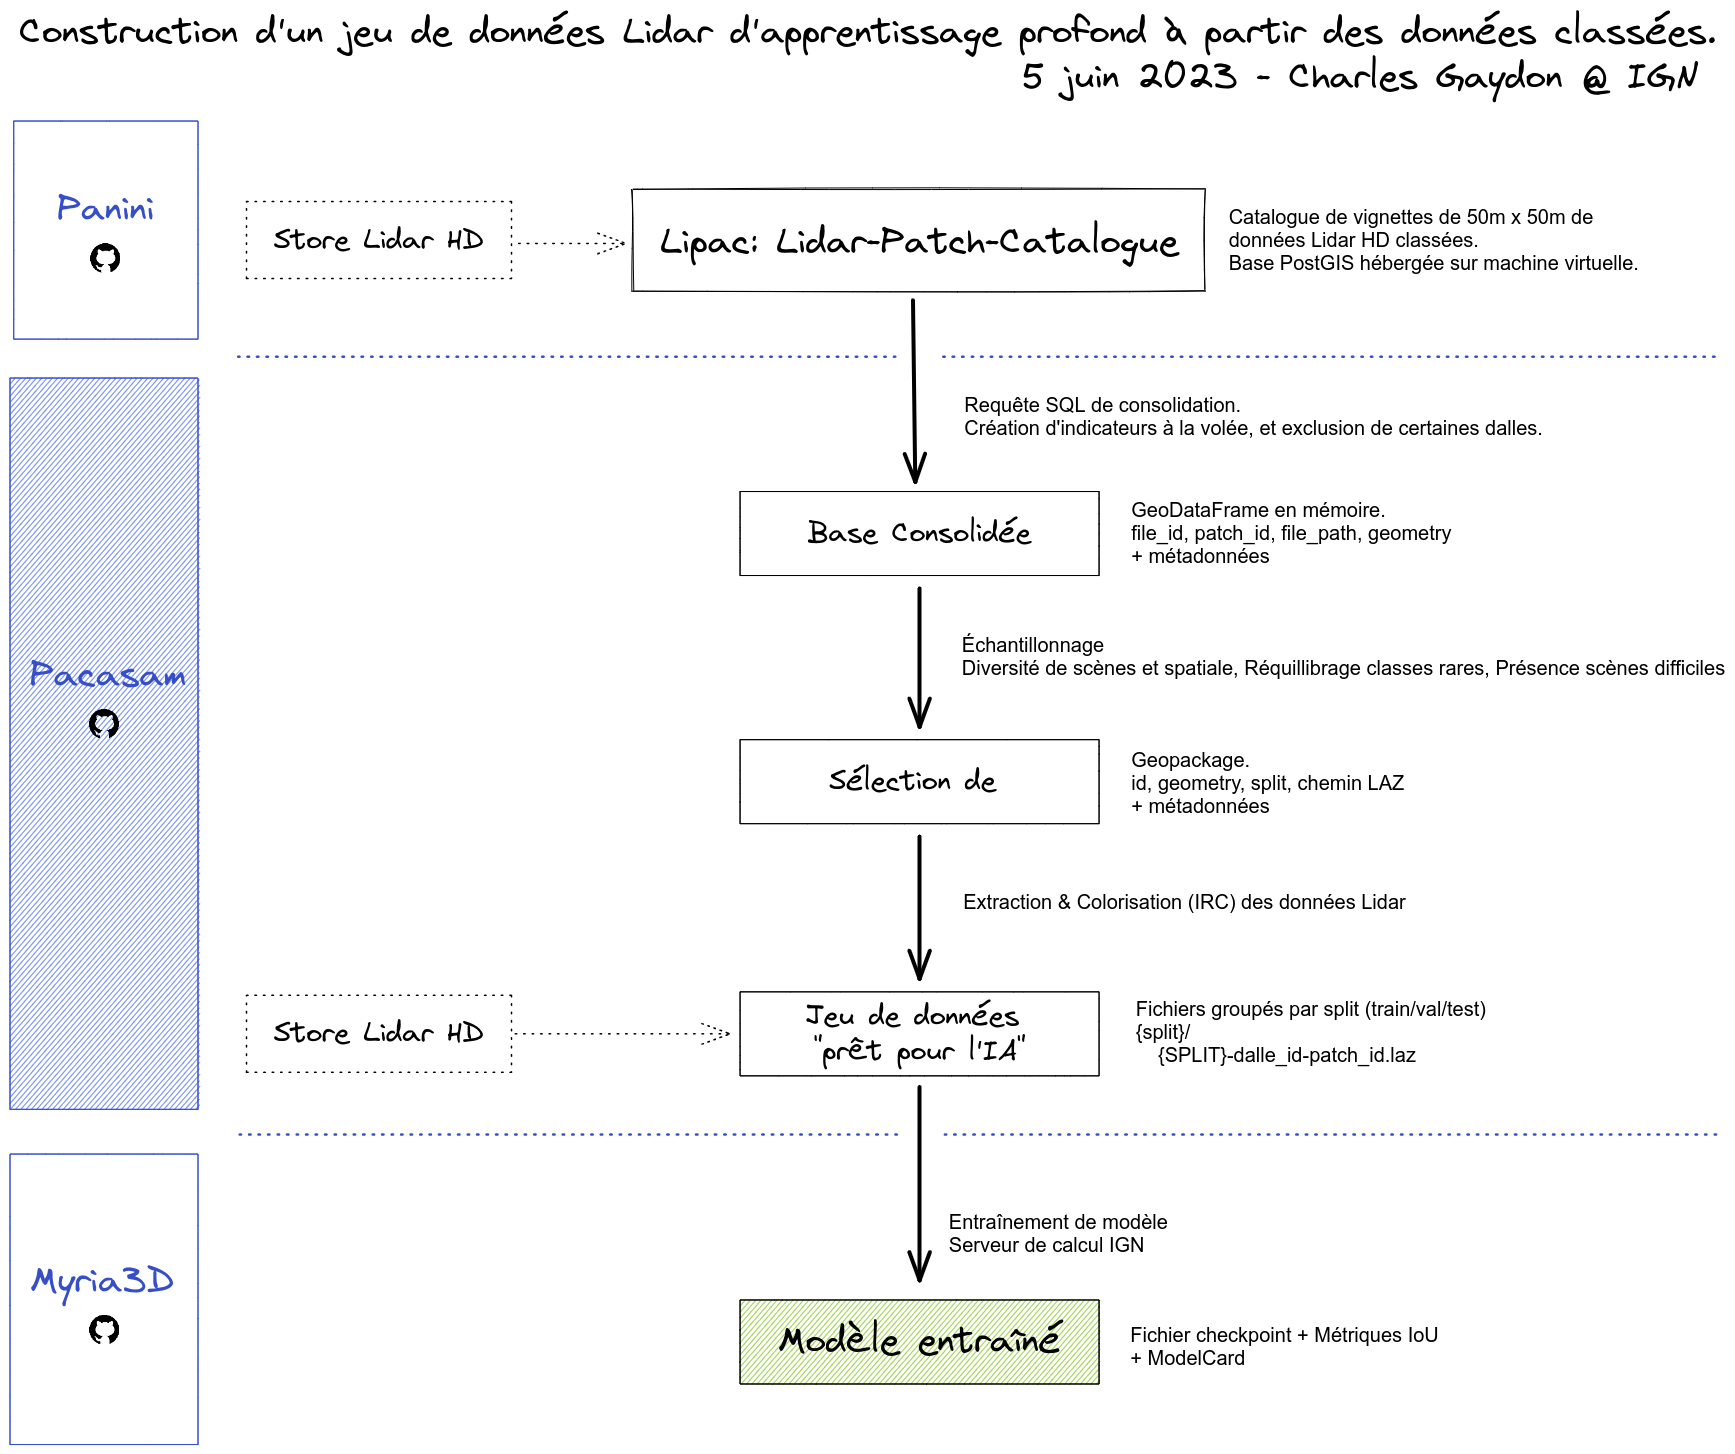 Construction d'un jeu de données Lidar d'apprentissage profond à partir des données classées.
5 juin 2023 - Charles Gaydon @ IGN
Panini
Store Lidar HD
Lipac: Lidar-Patch-Catalogue
Catalogue de vignettes de 50m x 50m de
données Lidar HD classées.
Base PostGIS hébergée sur machine virtuelle.
Requête SQL de consolidation.
Création d'indicateurs à la volée, et exclusion de certaines dalles.
Base Consolidée
GeoDataFrame en mémoire.
file_id, patch_id, file_path, geometry
+ métadonnées
Échantillonnage
Diversité de scènes et spatiale, Réquillibrage classes rares, Présence scènes difficiles
Pacasam
Sélection de
Geopackage.
id, geometry, split, chemin LAZ
+ métadonnées
Extraction & Colorisation (IRC) des données Lidar
Store Lidar HD
Jeu de données
"prêt pour l'IA"
Fichiers groupés par split (train/val/test)
{split}/
{SPLIT}-dalle_id-patch_id.laz
Entraînement de modèle
Serveur de calcul IGN
Myria3D
Modèle entraîné
Fichier checkpoint + Métriques IoU
+ ModelCard